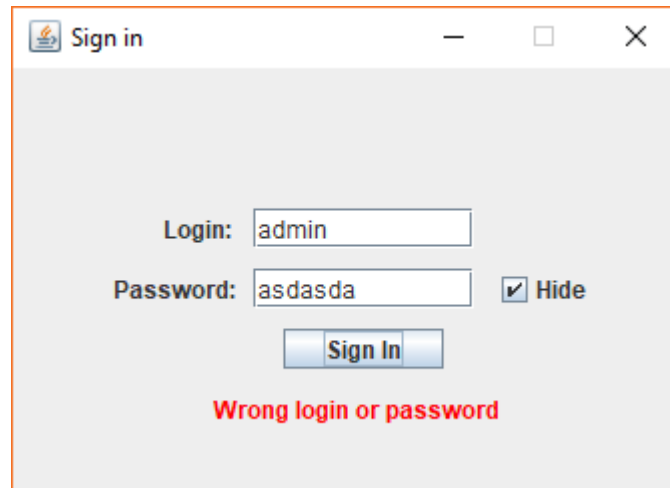 Sign in
Login: admin
Password: asdasda Hide
Sign In
Wrong login or password